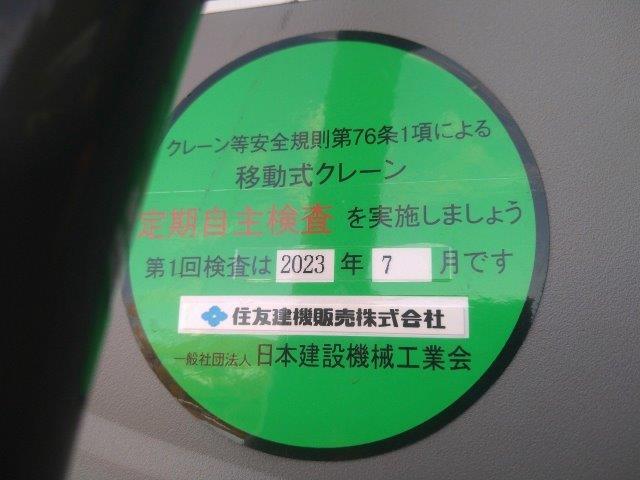 クレーン等安全規則第76条1項による
移動式クレーン
定期自主検査 を実施しましょう
第1回検査は 2023 年 7 月です
住友建機販売株式会社
一般社団法人 日本建設機械工業会